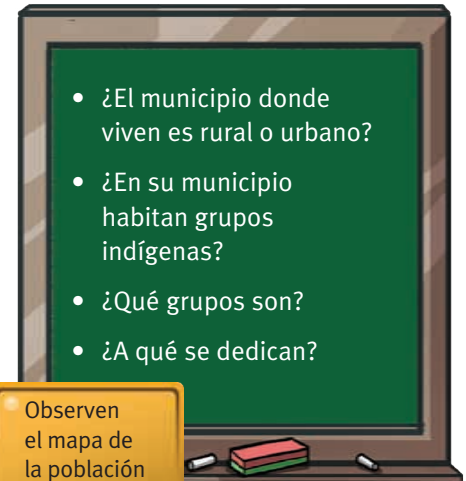 • ¿El municipio donde
viven es rural o urbano?
• ¿En su municipio
habitan grupos
indígenas?
• ¿Qué grupos son?
• ¿A qué se dedican?
Observen
el mapa de
la población